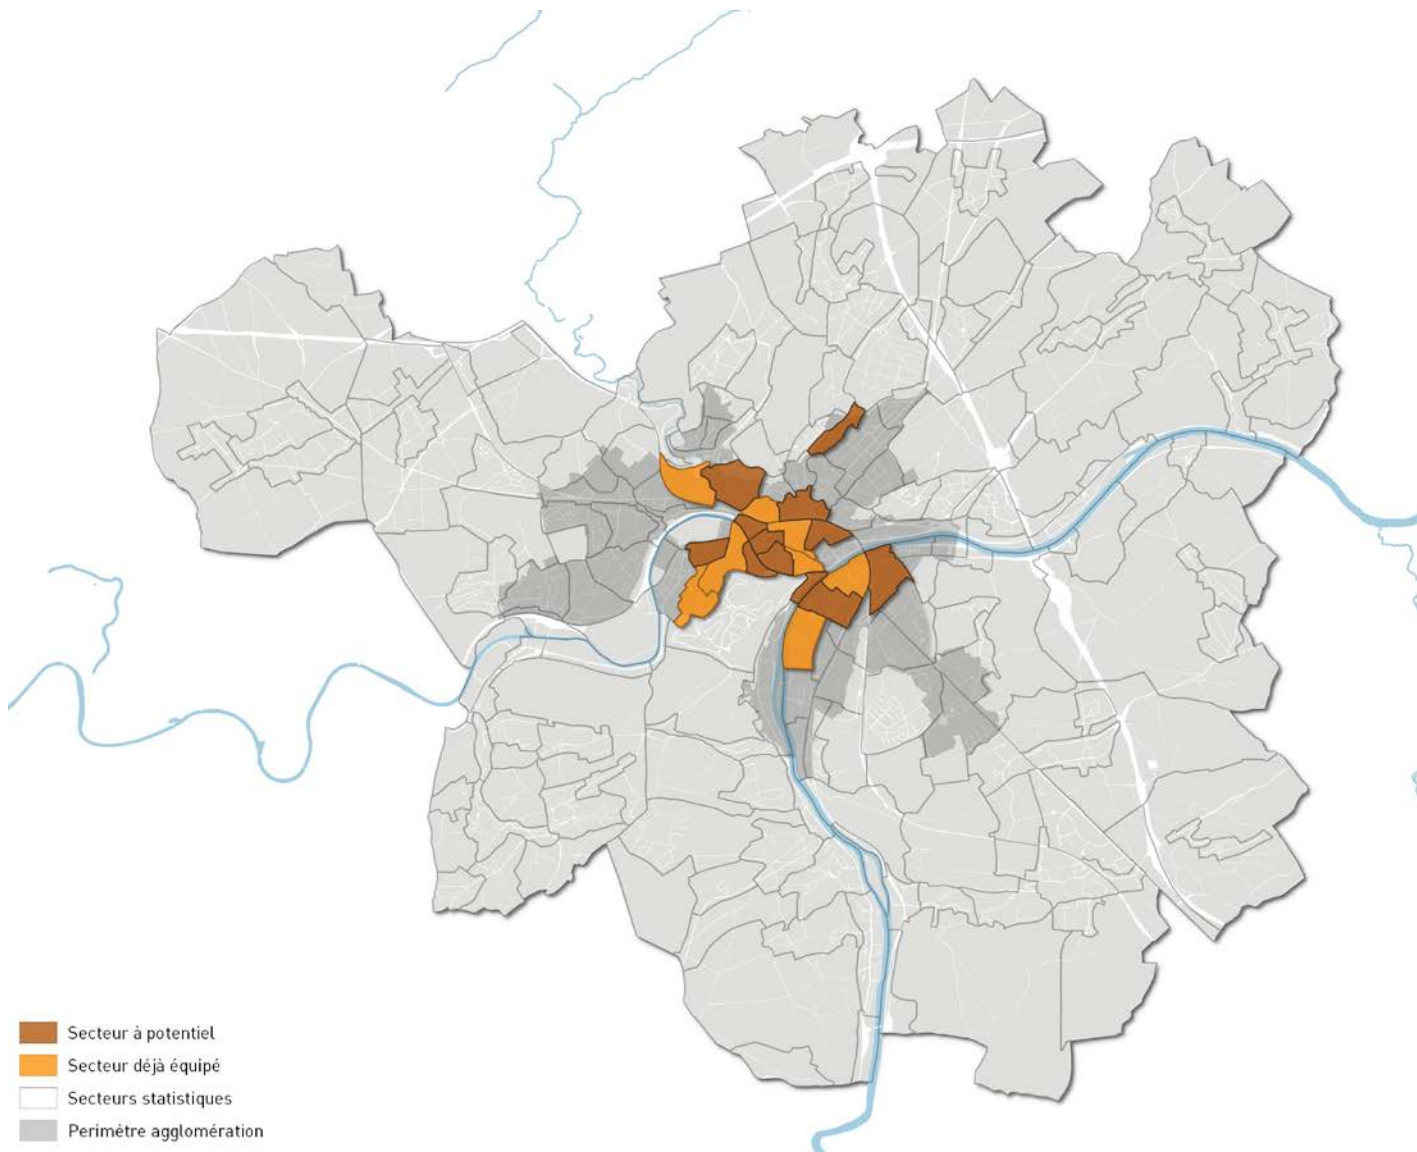 Secteur à potentiel
Secteur déjà équipé
Secteurs statistiques
Perimètre agglomération